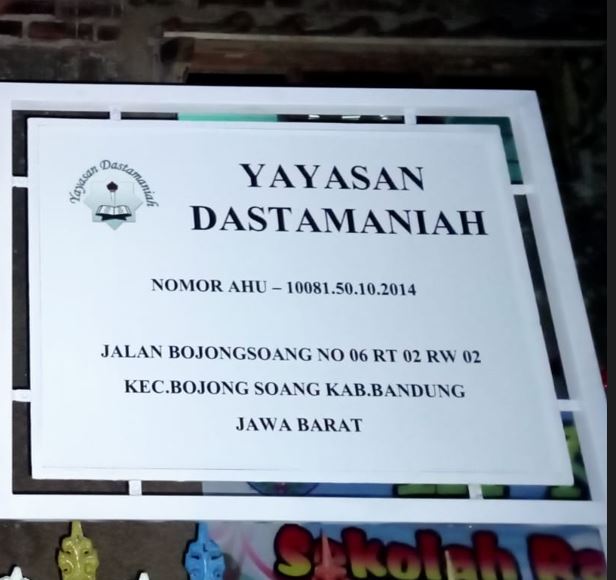 Yayasan Dastamaniah
YAYASAN
DASTAMANIAH
NOMOR AHU – 10081.50.10.2014
JALAN BOJONGSOANG NO 06 RT 02 RW 02
KEC.BOJONG SOANG KAB.BANDUNG
JAWA BARAT
Sekolah